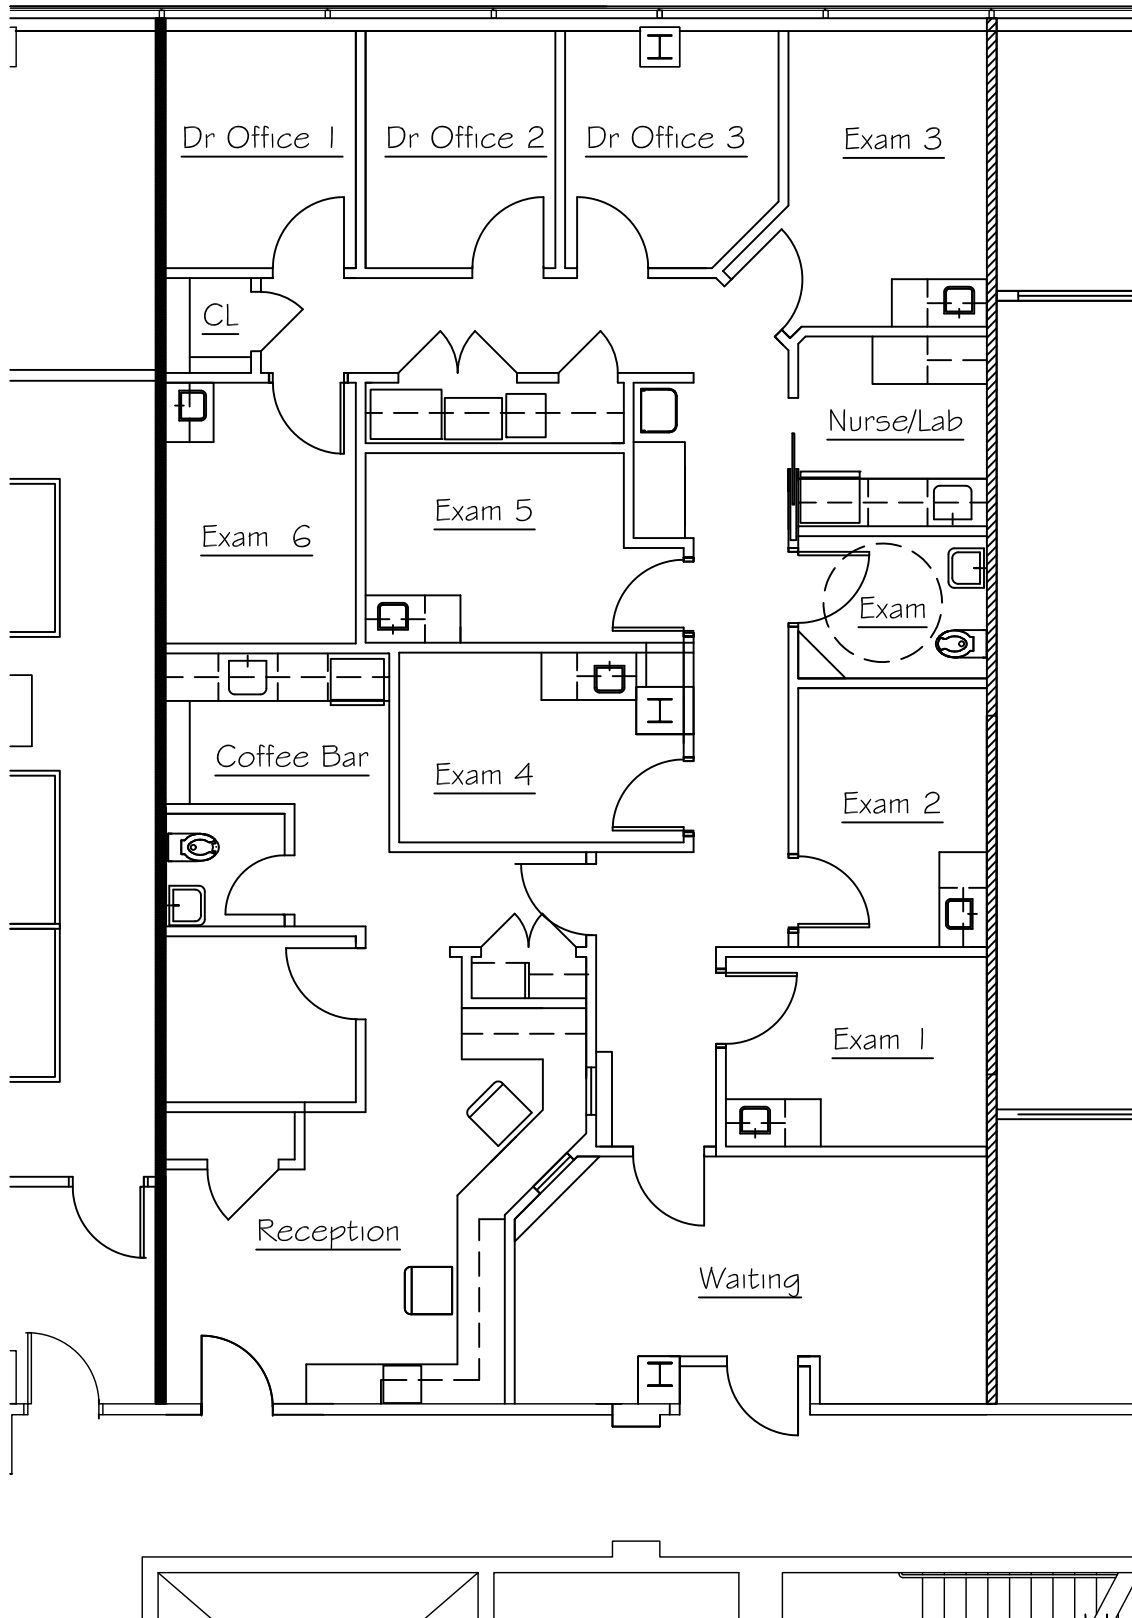 Dr Office 1
Dr Office 2
Dr Office 3
Exam 3
CL
Nurse/Lab
Exam 5
Exam 6
Exam
Coffee Bar
Exam 4
Exam 2
Exam 1
Reception
Waiting